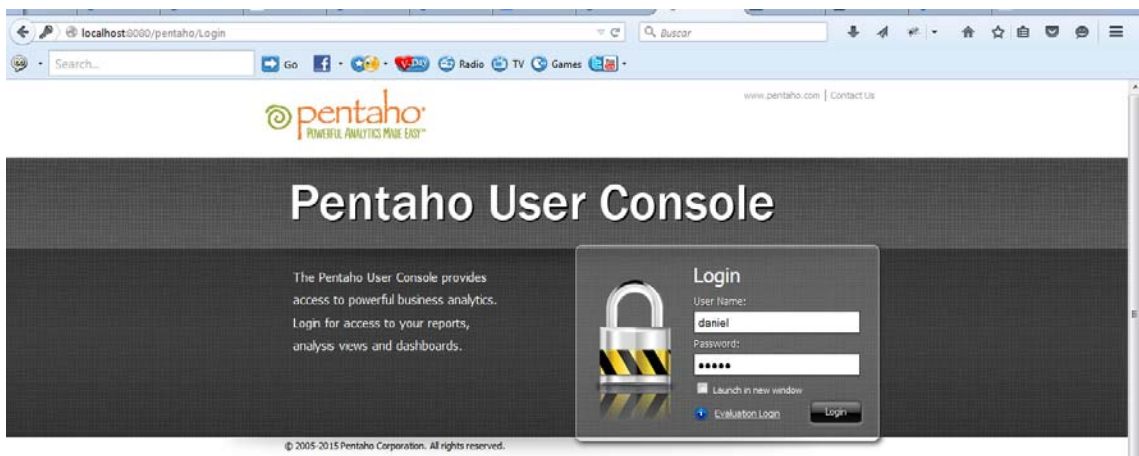 localhost:8080/pentaho/Login
Buscar
Search...
Go
Radio
TV
Games
www.pentaho.com | Contact Us
pentaho
POWERFUL ANALYTICS MADE EASY™
Pentaho User Console
The Pentaho User Console provides
access to powerful business analytics.
Login for access to your reports,
analysis views and dashboards.
Login
User Name:
daniel
Password:
•••••
Launch in new window
Evaluation Login
Login
© 2005-2015 Pentaho Corporation. All rights reserved.